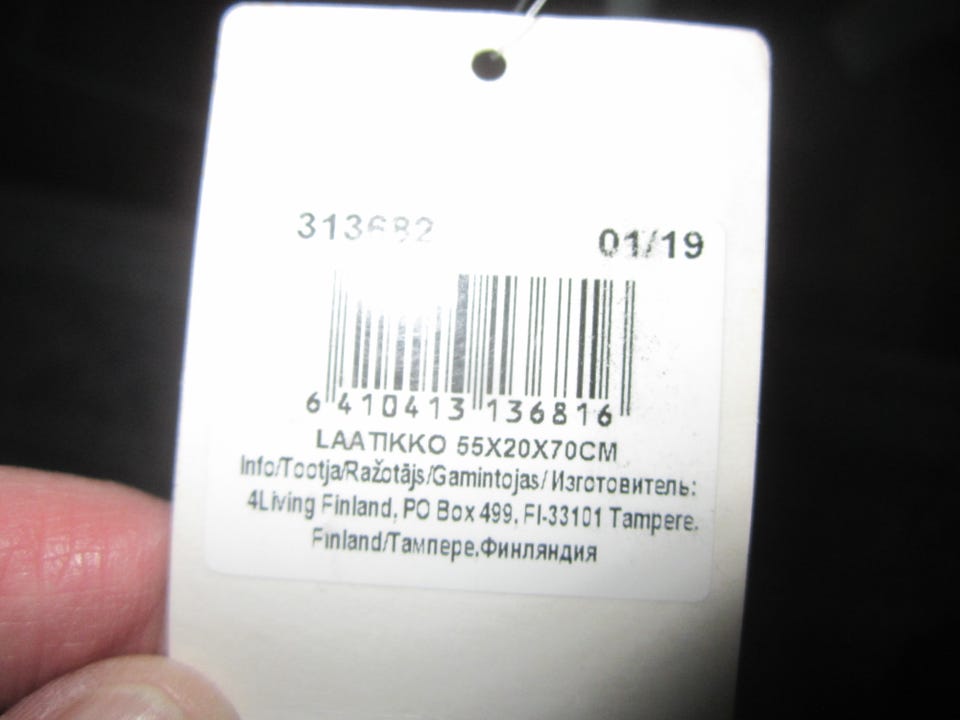 313682
01/19
6 410413 136816
LAATIKKO 55X20X70CM
Info/Tootja/Ražotājs/Gamintojas/ Изготовитель:
4Living Finland, PO Box 499, FI-33101 Tampere,
Finland/Тампере,Финляндия